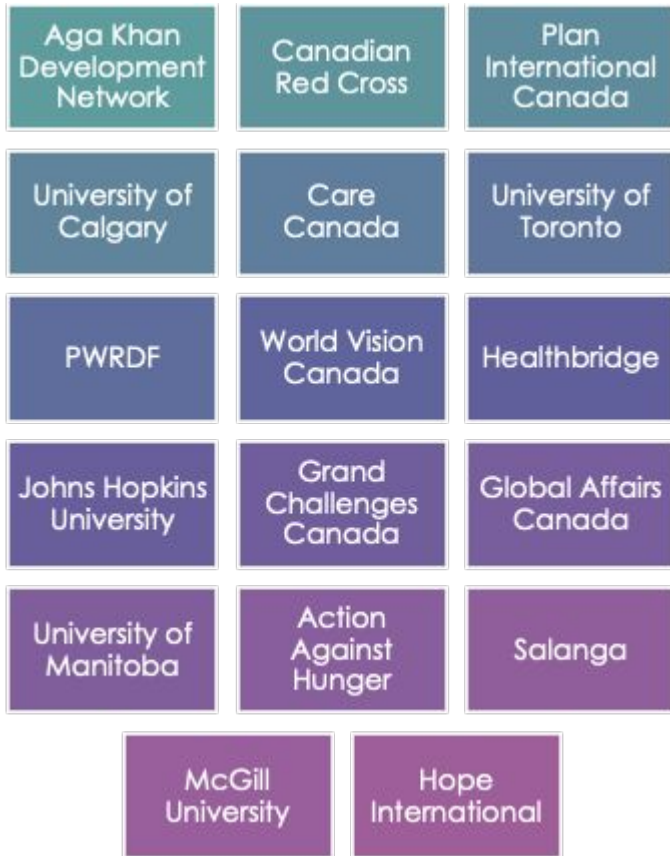 Aga Khan
Development
Network
Canadian
Red Cross
Plan
International
Canada
University of
Calgary
Care
Canada
University of
Toronto
PWRDF
World Vision
Canada
Healthbridge
Johns Hopkins
University
Grand
Challenges
Canada
Global Affairs
Canada
University of
Manitoba
Action
Against
Hunger
Salanga
McGill
University
Hope
International